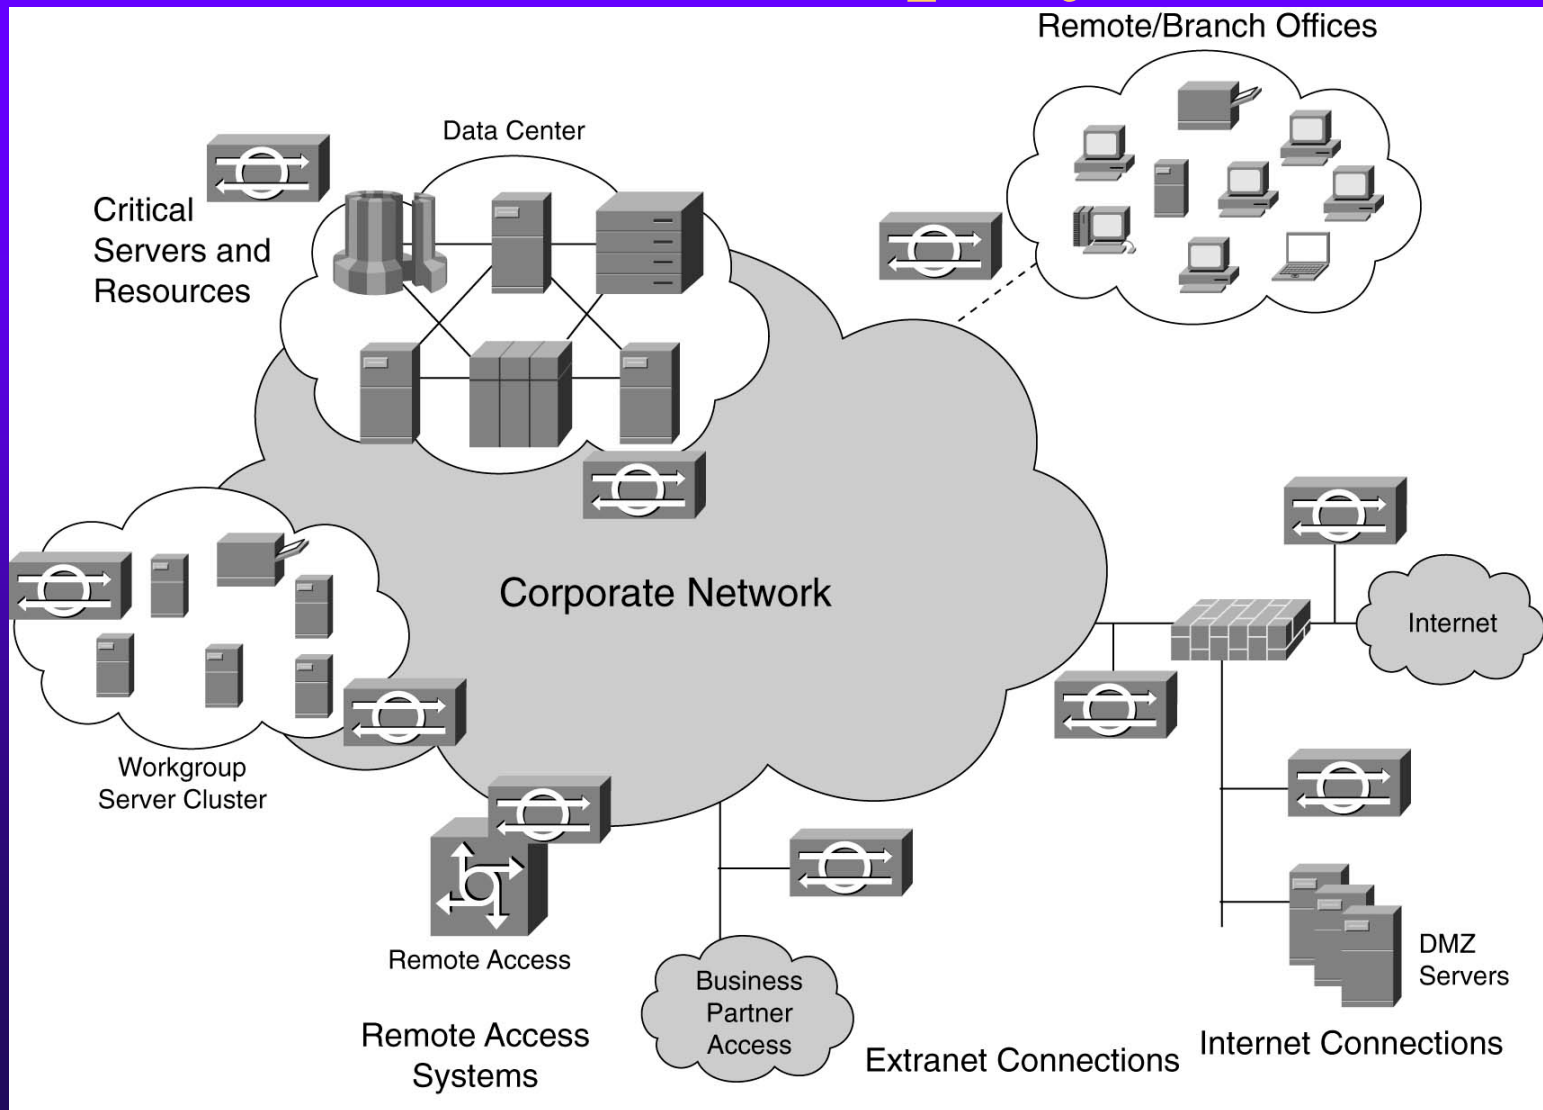 Remote/Branch Offices
Data Center
Critical
Servers and
Resources
Corporate Network
Internet
Workgroup
Server Cluster
Remote Access
DMZ
Servers
Business
Partner
Access
Remote Access
Systems
Extranet Connections
Internet Connections